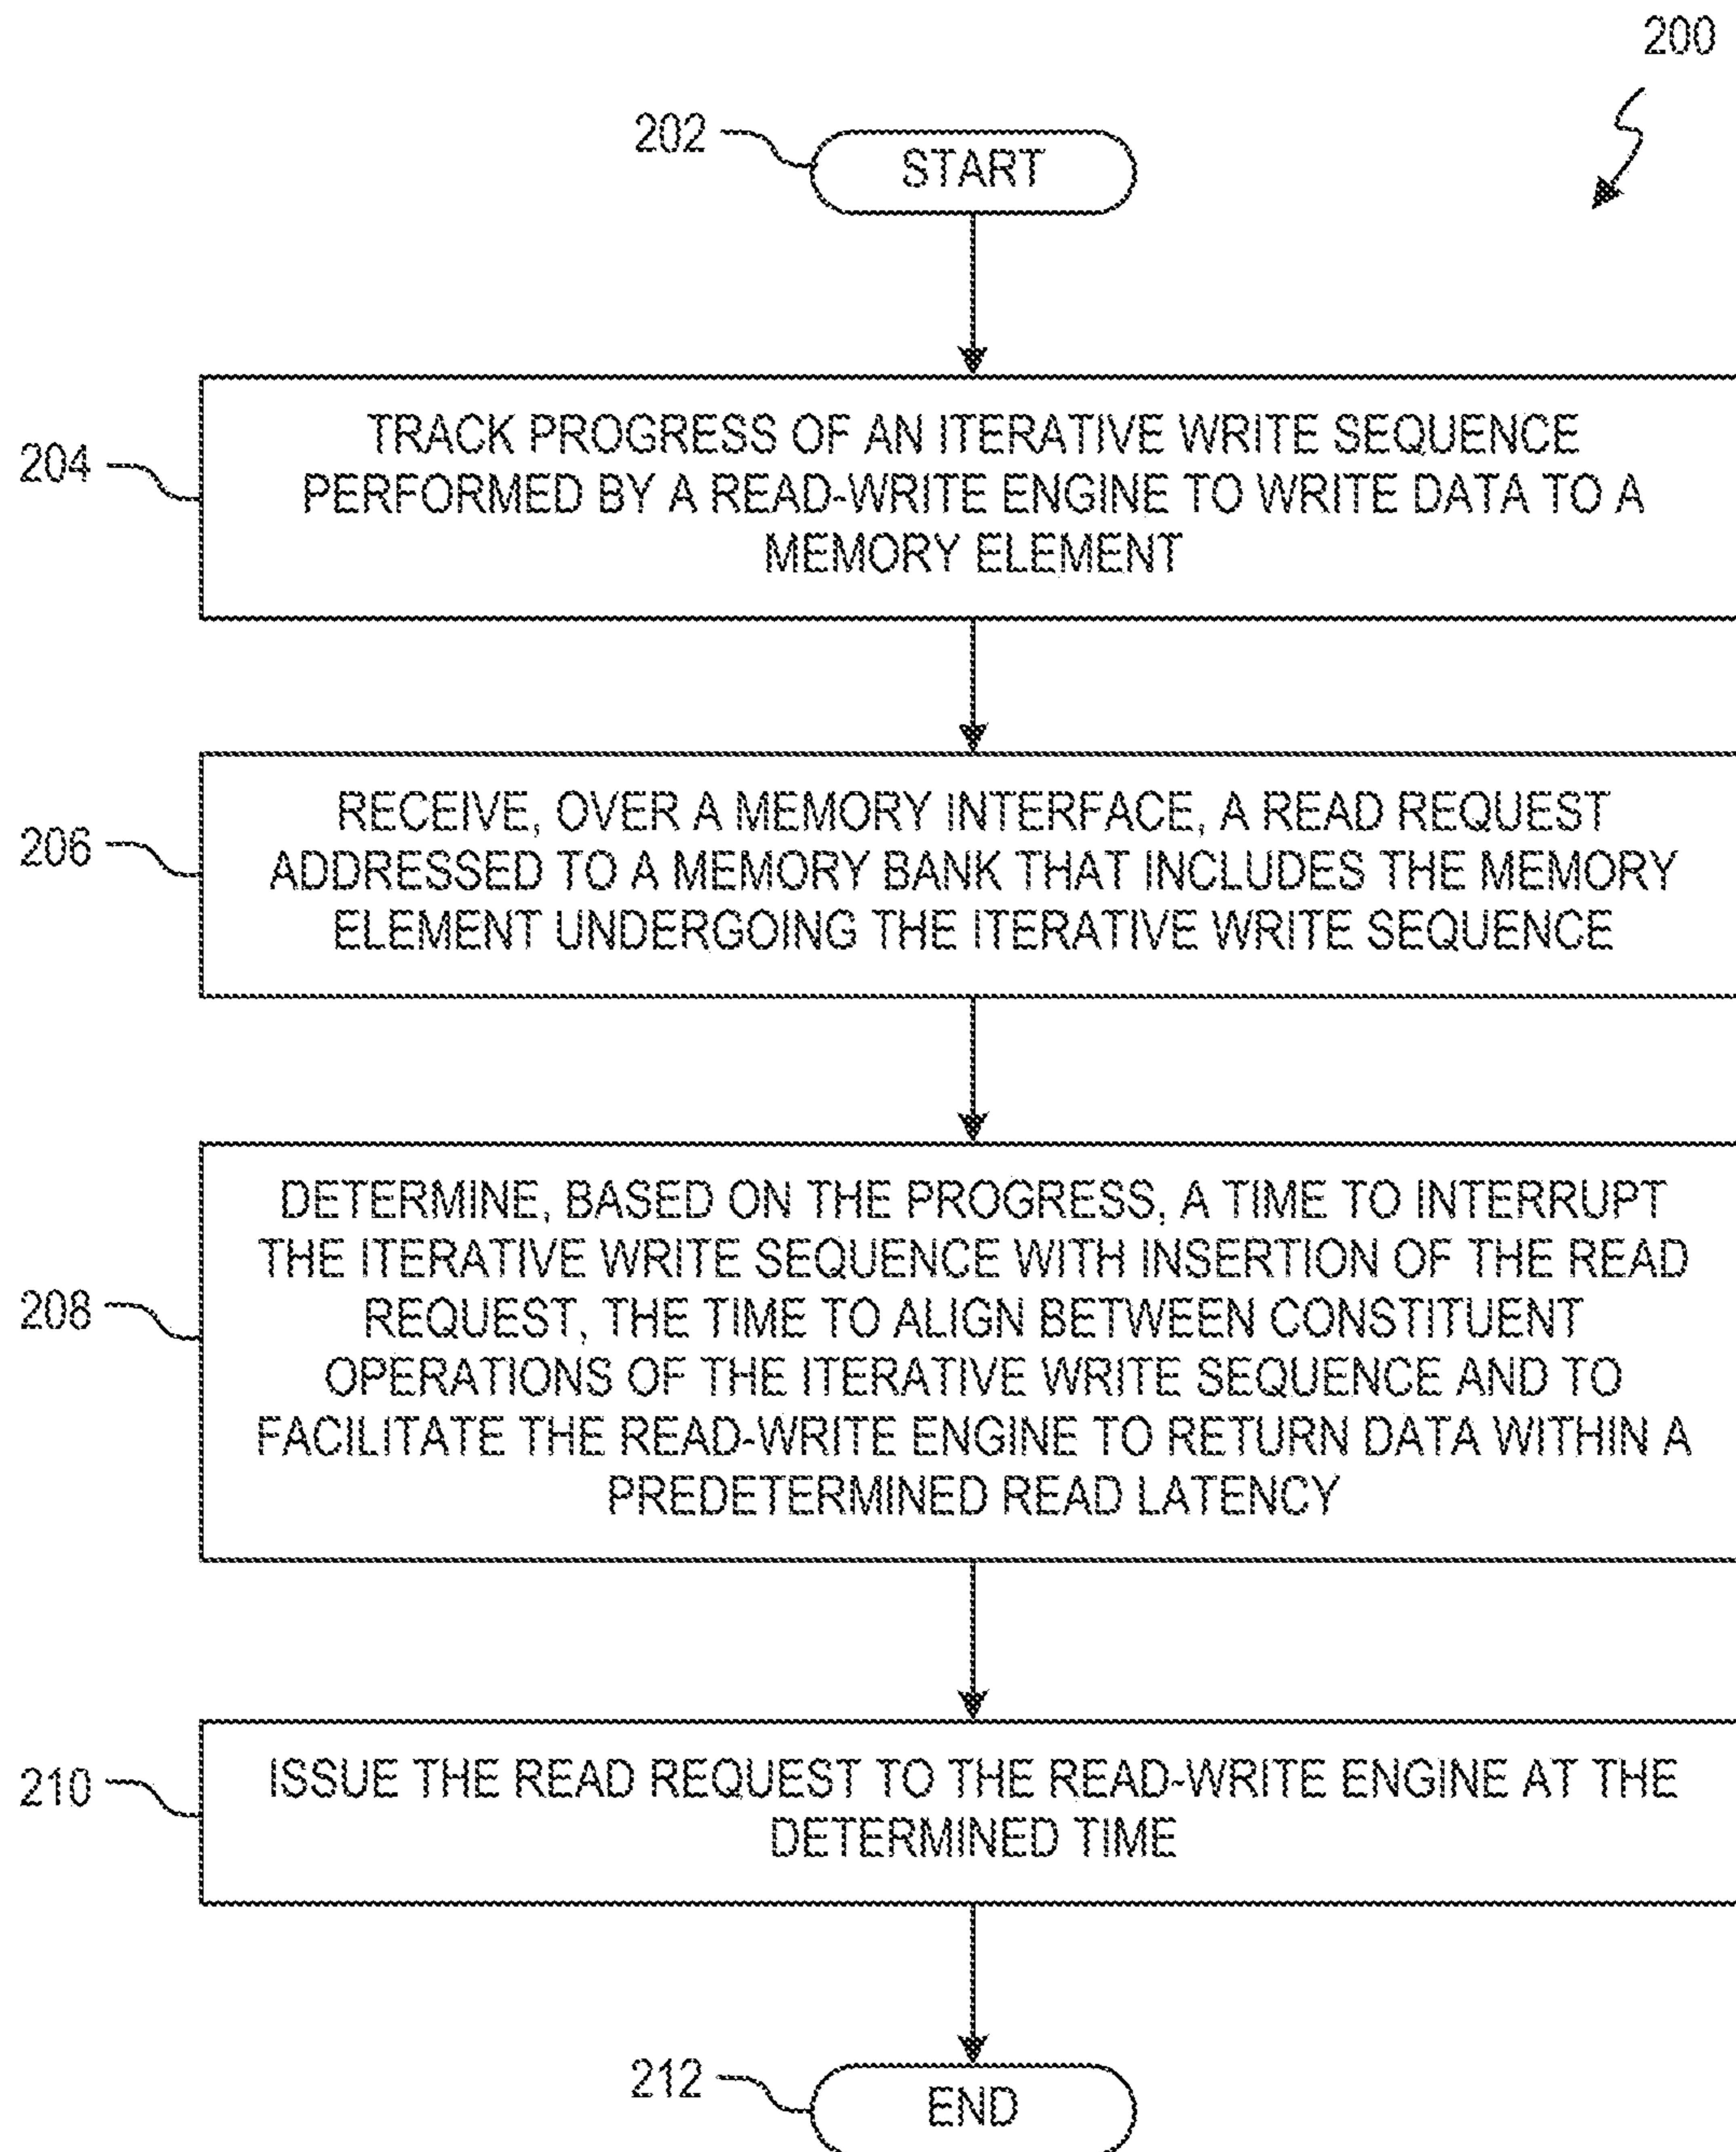 200
202
START
204
TRACK PROGRESS OF AN ITERATIVE WRITE SEQUENCE
PERFORMED BY A READ-WRITE ENGINE TO WRITE DATA TO A
MEMORY ELEMENT
206
RECEIVE, OVER A MEMORY INTERFACE, A READ REQUEST
ADDRESSED TO A MEMORY BANK THAT INCLUDES THE MEMORY
ELEMENT UNDERGOING THE ITERATIVE WRITE SEQUENCE
208
DETERMINE, BASED ON THE PROGRESS, A TIME TO INTERRUPT
THE ITERATIVE WRITE SEQUENCE WITH INSERTION OF THE READ
REQUEST, THE TIME TO ALIGN BETWEEN CONSTITUENT
OPERATIONS OF THE ITERATIVE WRITE SEQUENCE AND TO
FACILITATE THE READ-WRITE ENGINE TO RETURN DATA WITHIN A
PREDETERMINED READ LATENCY
210
ISSUE THE READ REQUEST TO THE READ-WRITE ENGINE AT THE
DETERMINED TIME
212
END